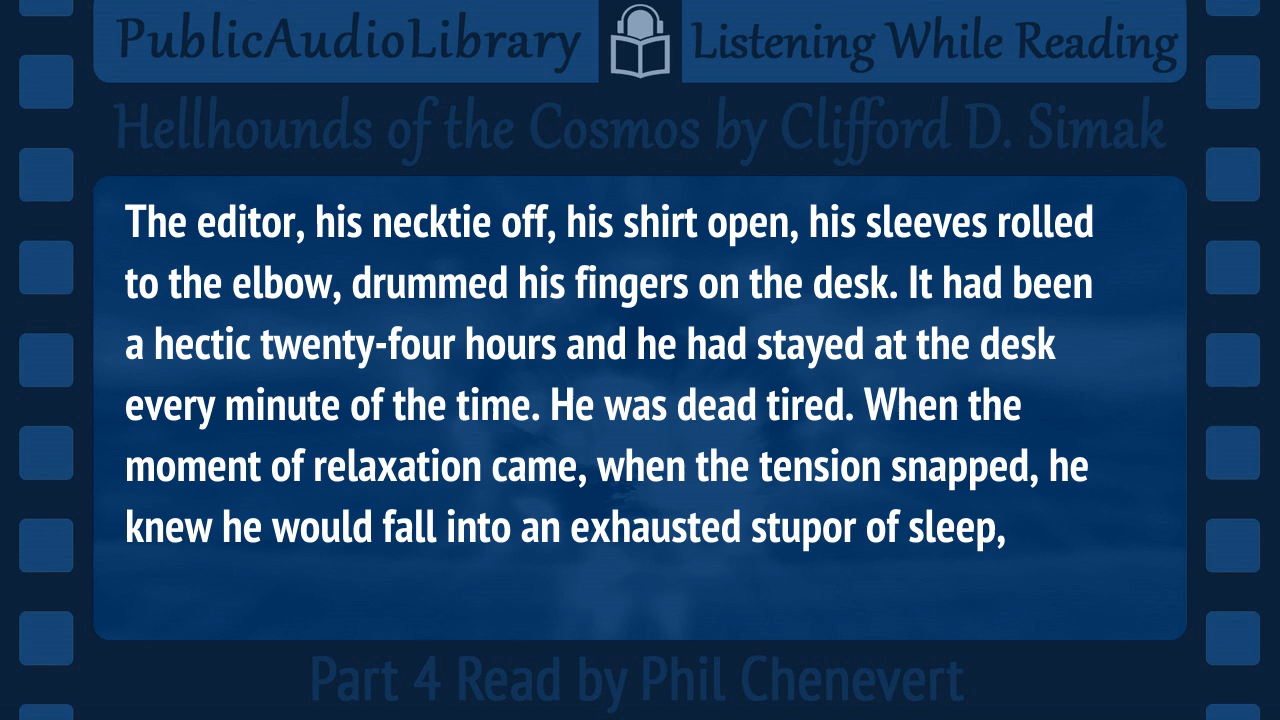 PublicAudioLibrary Listening While Reading
Hellhounds of the Cosmos by Clifford D. Simak
The editor, his necktie off, his shirt open, his sleeves rolled
to the elbow, drummed his fingers on the desk. It had been
a hectic twenty-four hours and he had stayed at the desk
every minute of the time. He was dead tired. When the
moment of relaxation came, when the tension snapped, he
knew he would fall into an exhausted stupor of sleep,
Part 4 Read by Phil Chenevert